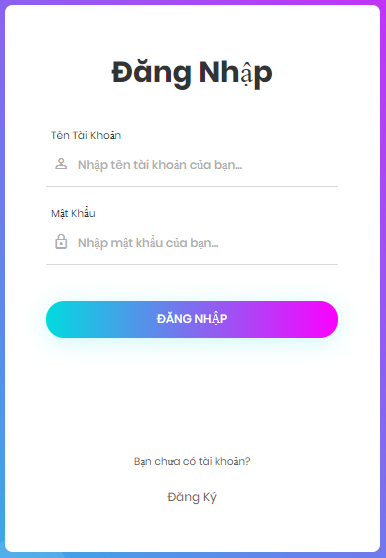 Đăng Nhập
Tên Tài Khoản
Nhập tên tài khoản của bạn...
Mật Khẩu
Nhập mật khẩu của bạn...
ĐĂNG NHẬP
Bạn chưa có tài khoản?
Đăng Ký